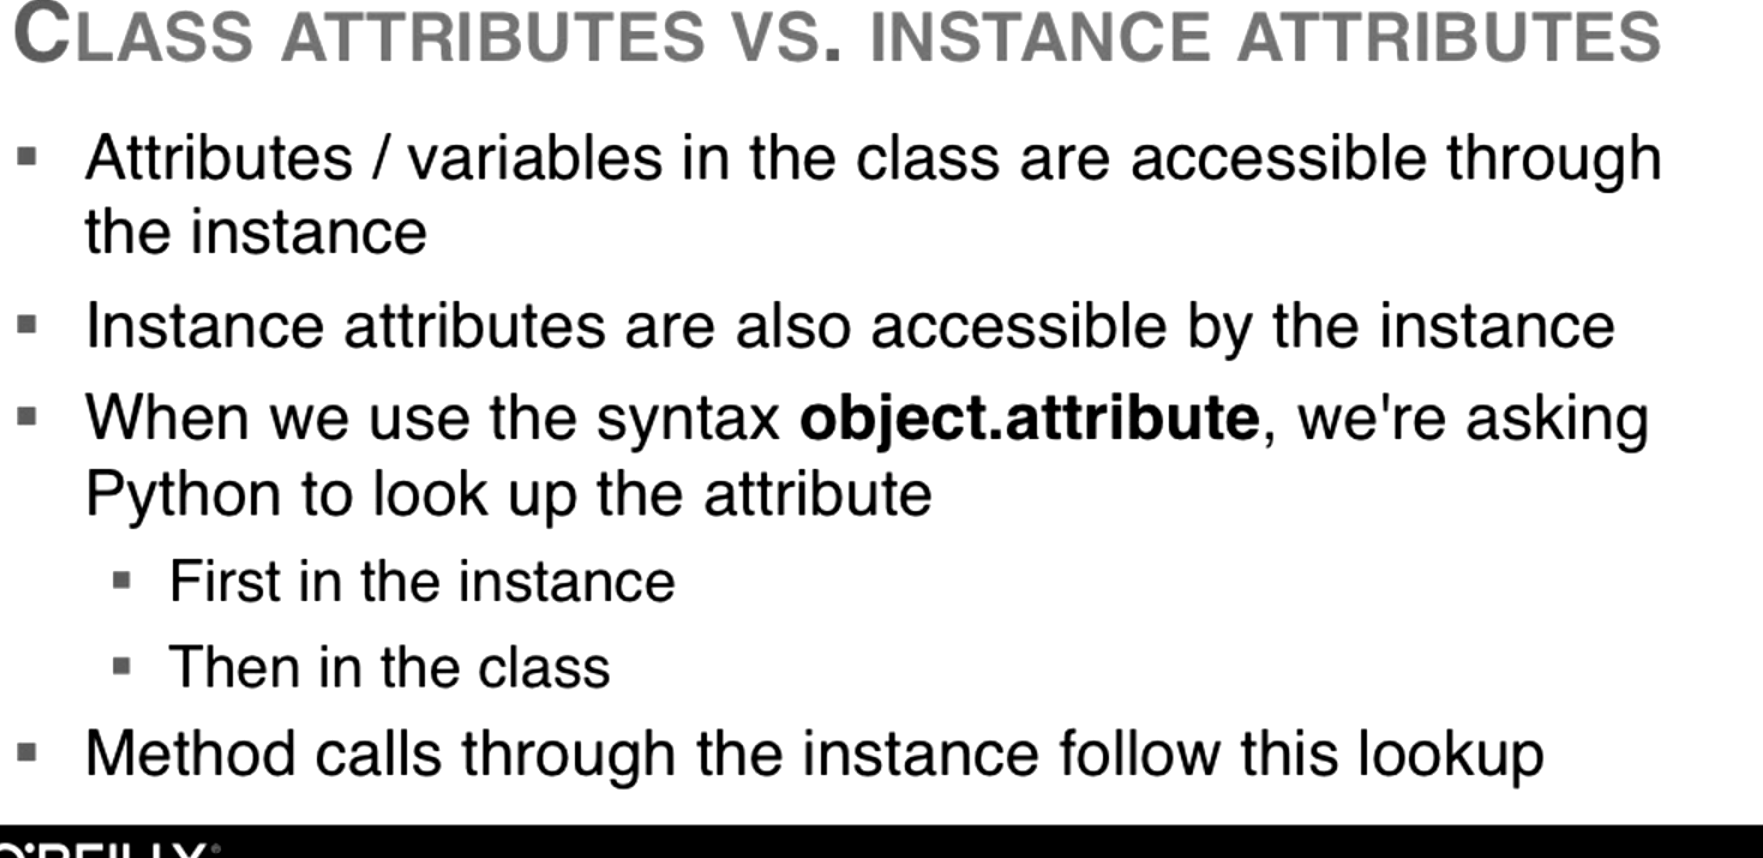 CLASS ATTRIBUTES VS. INSTANCE ATTRIBUTES
▪ Attributes / variables in the class are accessible through
the instance
▪ Instance attributes are also accessible by the instance
▪ When we use the syntax object.attribute, we're asking
Python to look up the attribute
▪ First in the instance
▪ Then in the class
▪ Method calls through the instance follow this lookup
O'REILLY®